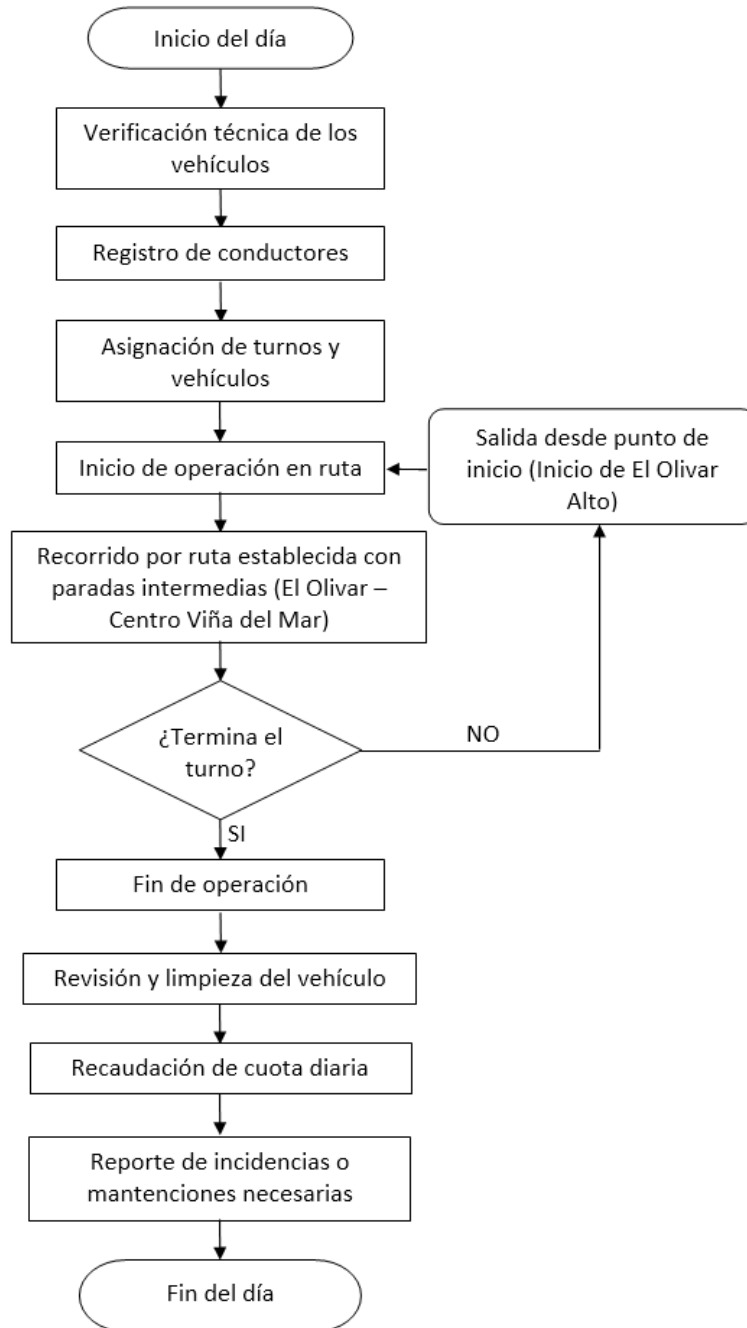 Inicio del día
Verificación técnica de los
vehículos
Registro de conductores
Asignación de turnos y
vehículos
Salida desde punto de
inicio (Inicio de El Olivar
Alto)
Inicio de operación en ruta
Recorrido por ruta establecida con
paradas intermedias (El Olivar –
Centro Viña del Mar)
¿Termina el
turno?
NO
SI
Fin de operación
Revisión y limpieza del vehículo
Recaudación de cuota diaria
Reporte de incidencias o
mantenciones necesarias
Fin del día